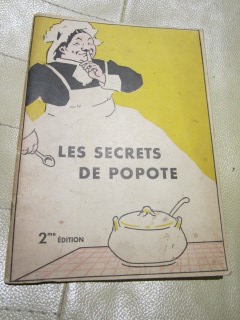 LES SECRETS
DE POPOTE
2me ÉDITION